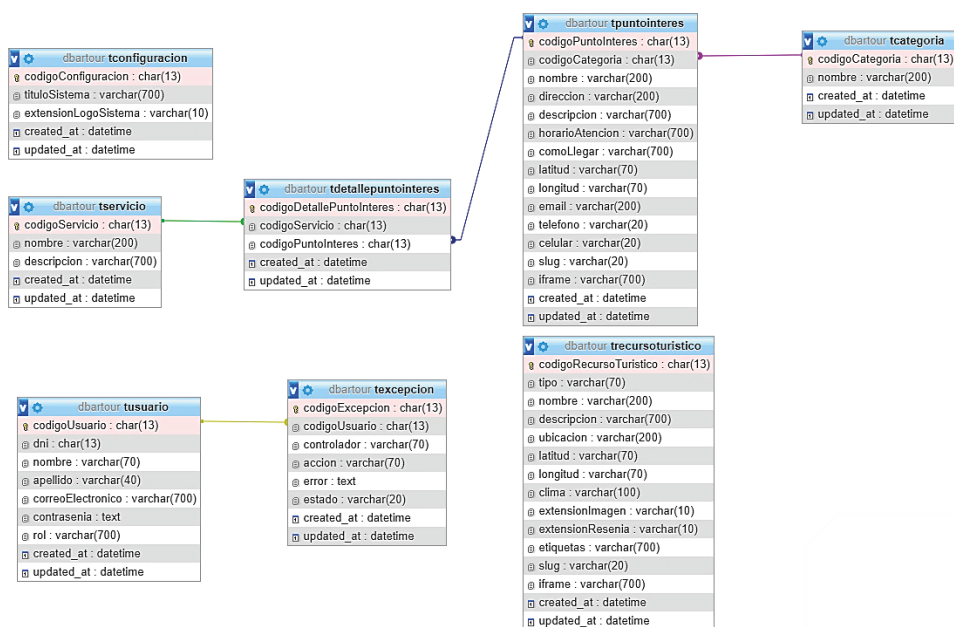 dbartour tconfiguracion
codigoConfiguracion : char(13)
tituloSistema : varchar(700)
extensionLogoSistema : varchar(10)
created_at : datetime
updated_at : datetime
dbartour tservicio
codigoServicio : char(13)
nombre : varchar(200)
descripcion : varchar(700)
created_at : datetime
updated_at : datetime
dbartour tdetallepuntointeres
codigoDetallePuntoInteres : char(13)
codigoServicio : char(13)
codigoPuntoInteres : char(13)
created_at : datetime
updated_at : datetime
dbartour tpuntointeres
codigoPuntoInteres : char(13)
codigoCategoria : char(13)
nombre : varchar(200)
direccion : varchar(200)
descripcion : varchar(700)
horarioAtencion : varchar(700)
comoLlegar : varchar(700)
latitud : varchar(70)
longitud : varchar(70)
email : varchar(200)
telefono : varchar(20)
celular : varchar(20)
slug : varchar(20)
iframe : varchar(700)
created_at : datetime
updated_at : datetime
dbartour tcategoria
codigoCategoria : char(13)
nombre : varchar(200)
created_at : datetime
updated_at : datetime
dbartour tusuario
codigoUsuario : char(13)
dni : char(13)
nombre : varchar(70)
apellido : varchar(40)
correoElectronico : varchar(700)
contrasenia : text
rol : varchar(700)
created_at : datetime
updated_at : datetime
dbartour texcepcion
codigoExcepcion : char(13)
codigoUsuario : char(13)
controlador : varchar(70)
accion : varchar(70)
error : text
estado : varchar(20)
created_at : datetime
updated_at : datetime
dbartour trecursoturistico
codigoRecursoTuristico : char(13)
tipo : varchar(70)
nombre : varchar(200)
descripcion : varchar(700)
ubicacion : varchar(200)
latitud : varchar(70)
longitud : varchar(70)
clima : varchar(100)
extensionImagen : varchar(10)
extensionResenia : varchar(10)
etiquetas : varchar(700)
slug : varchar(20)
iframe : varchar(700)
created_at : datetime
updated_at : datetime